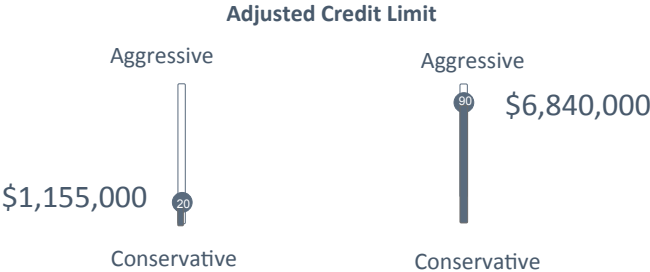 Adjusted Credit Limit
Aggressive
Aggressive
90
$6,840,000
$1,155,000
20
Conservative
Conservative